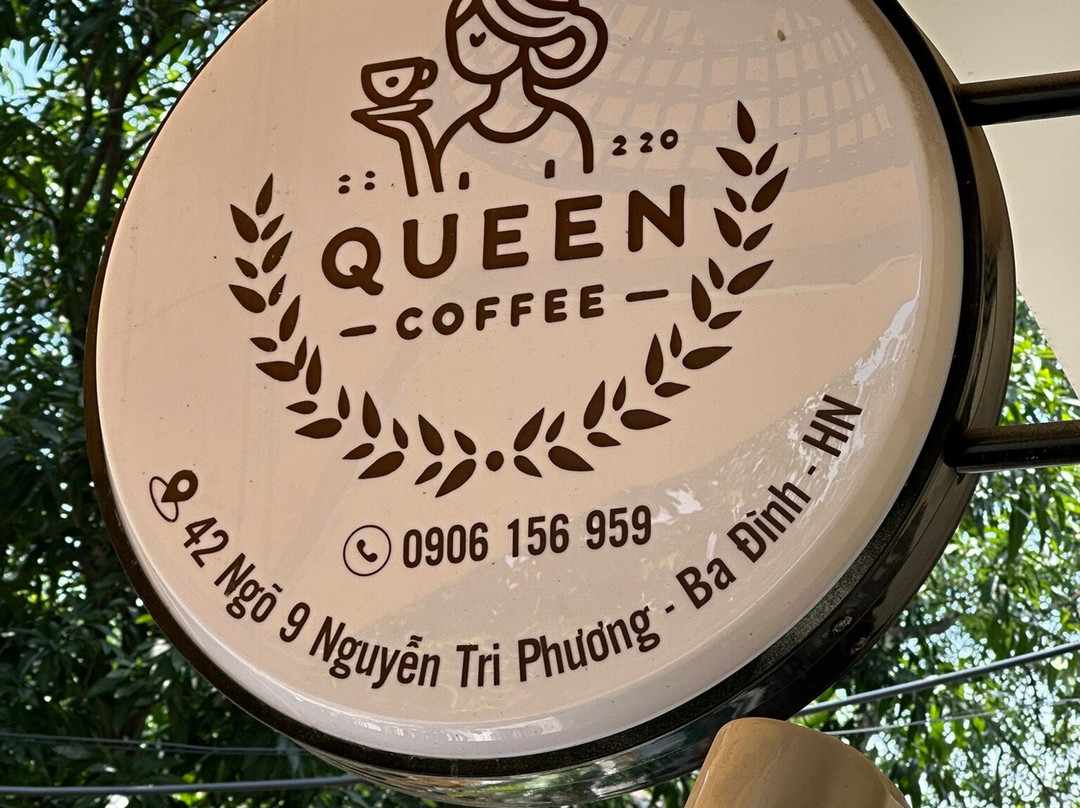 220
QUEEN
COFFEE
0906 156 959
42 Ngõ 9 Nguyễn Tri Phương - Ba Đình - HN